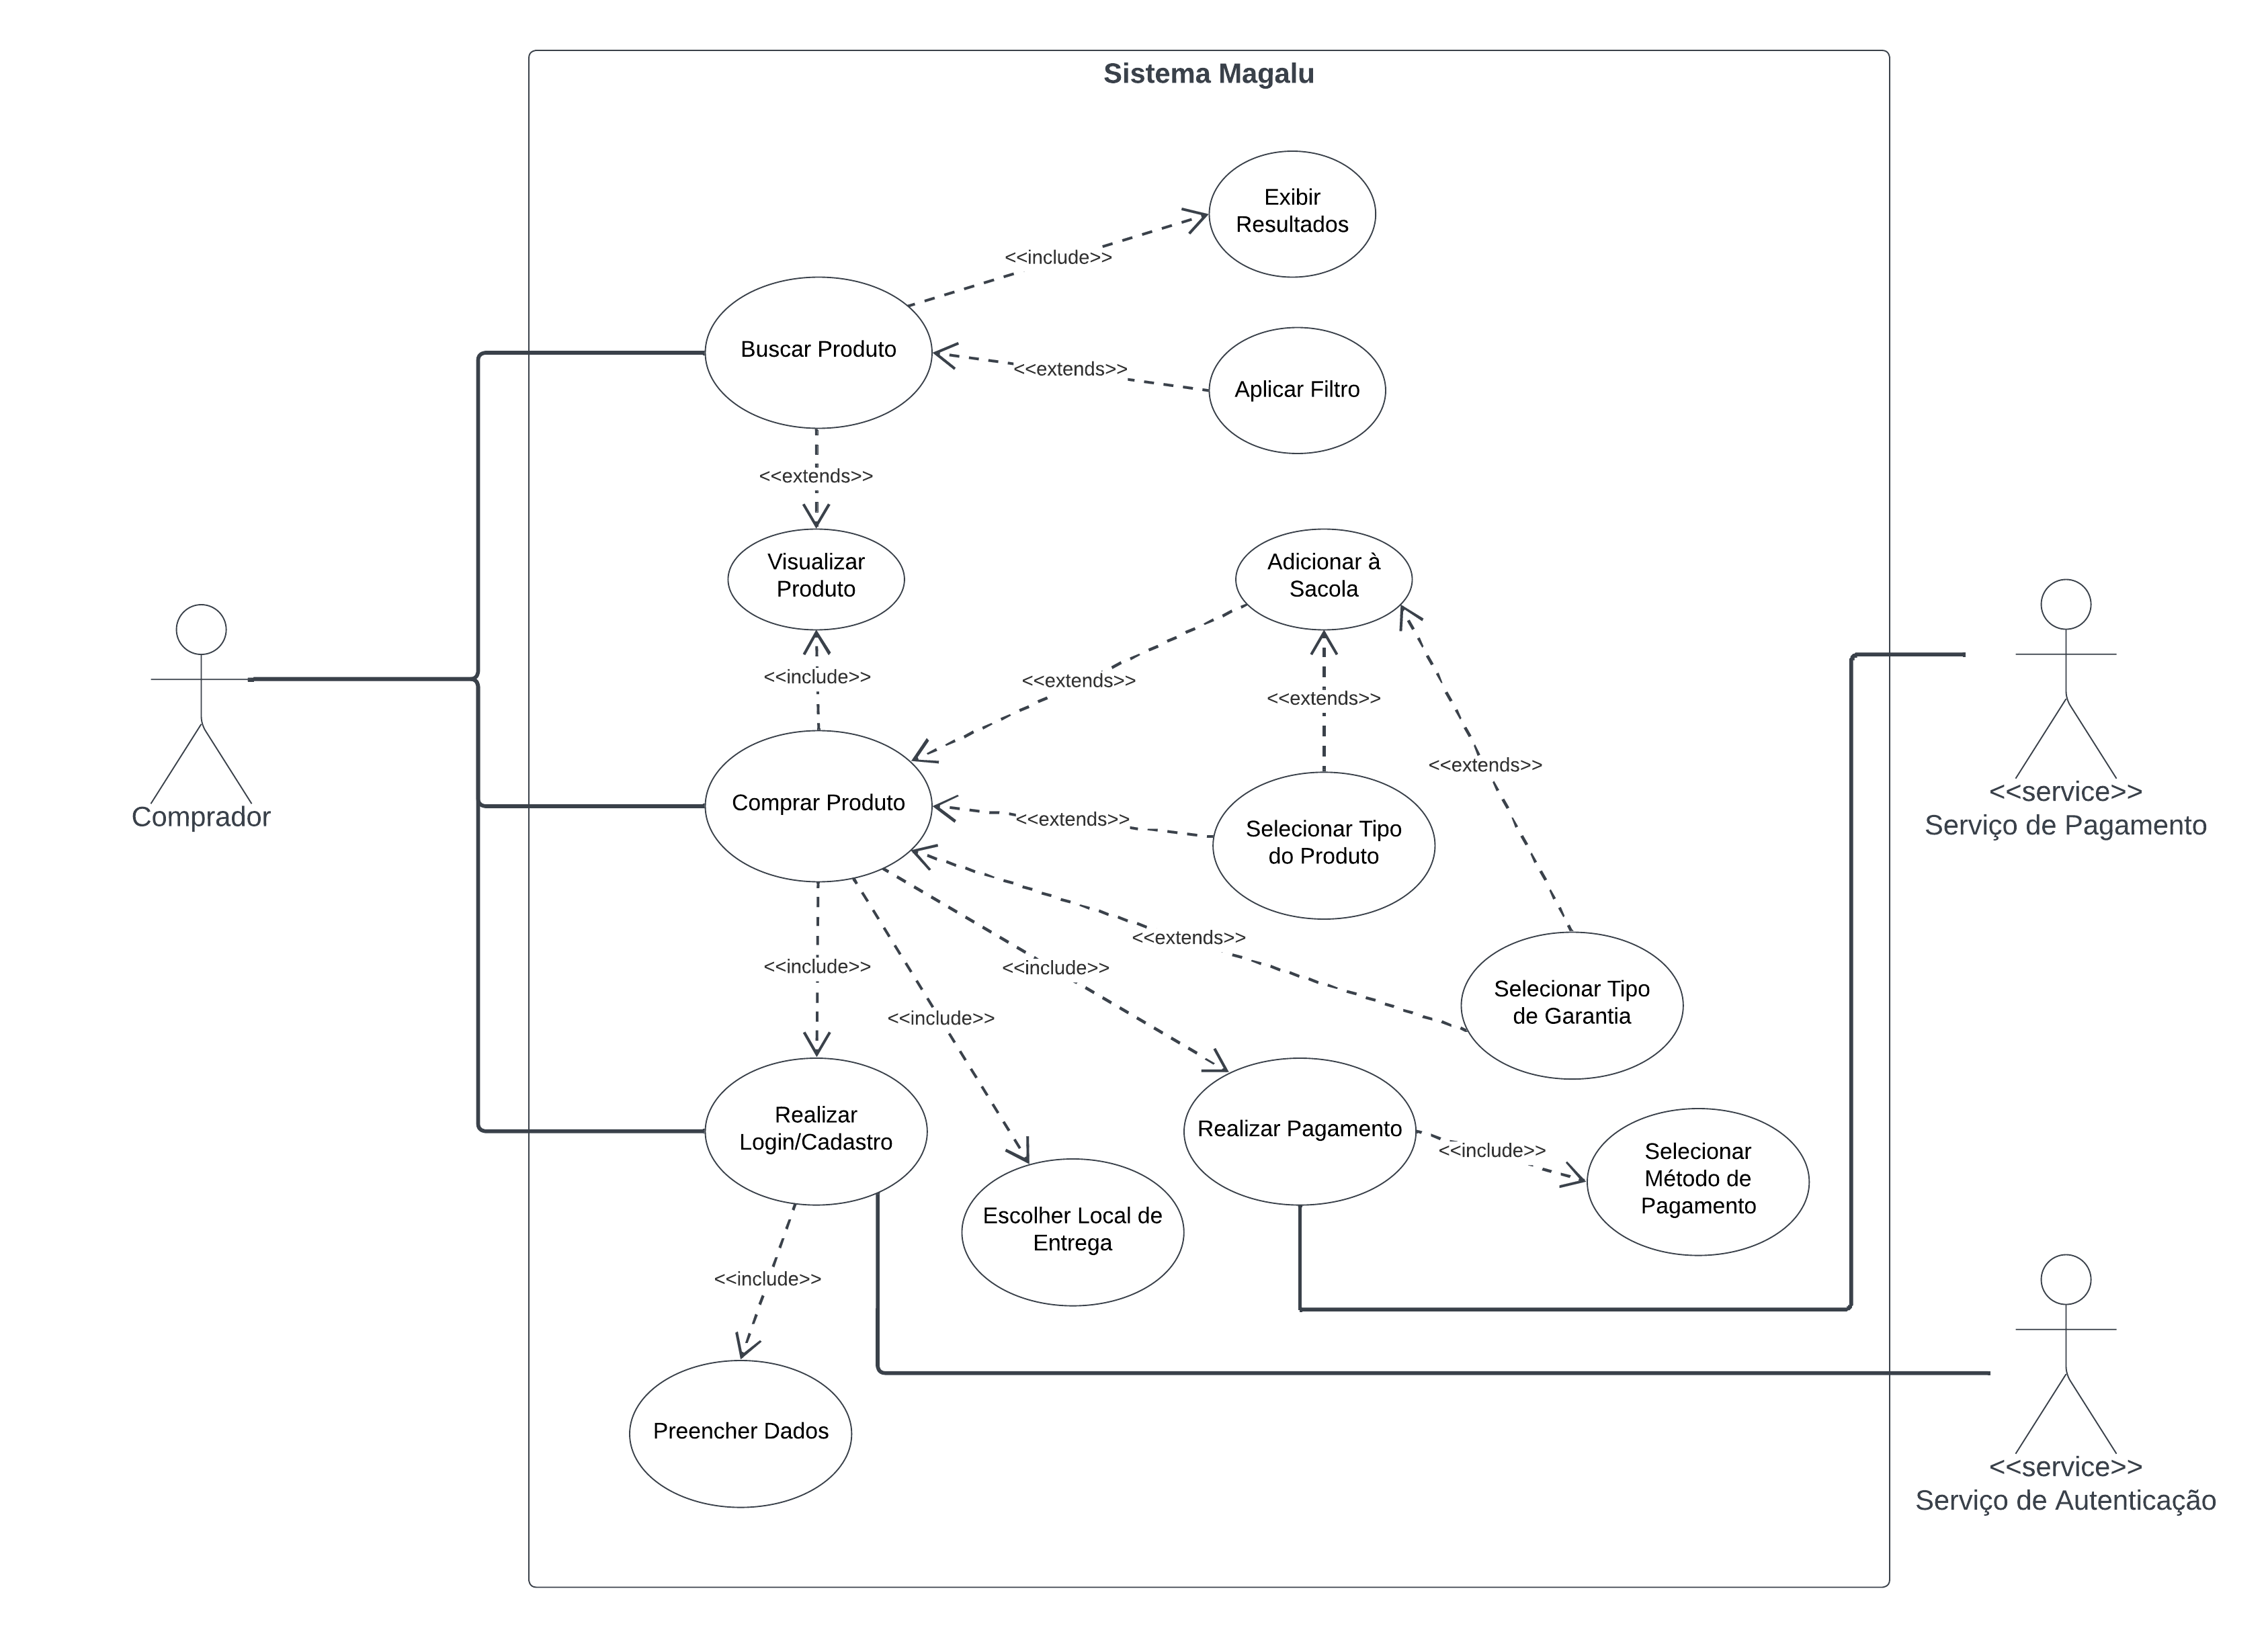 Sistema Magalu
Exibir
Resultados
<<include>>
Buscar Produto
<<extends>>
Aplicar Filtro
<<extends>>
Visualizar
Produto
Adicionar à
Sacola
<<include>>
<<extends>>
<<extends>>
<<extends>>
Comprador
Comprar Produto
<<extends>>
Selecionar Tipo
do Produto
<<service>>
Serviço de Pagamento
<<extends>>
<<include>>
<<include>>
<<include>>
Selecionar Tipo
de Garantia
Realizar
Login/Cadastro
Realizar Pagamento
<<include>>
Selecionar
Método de
Pagamento
Escolher Local de
Entrega
<<include>>
Preencher Dados
<<service>>
Serviço de Autenticação